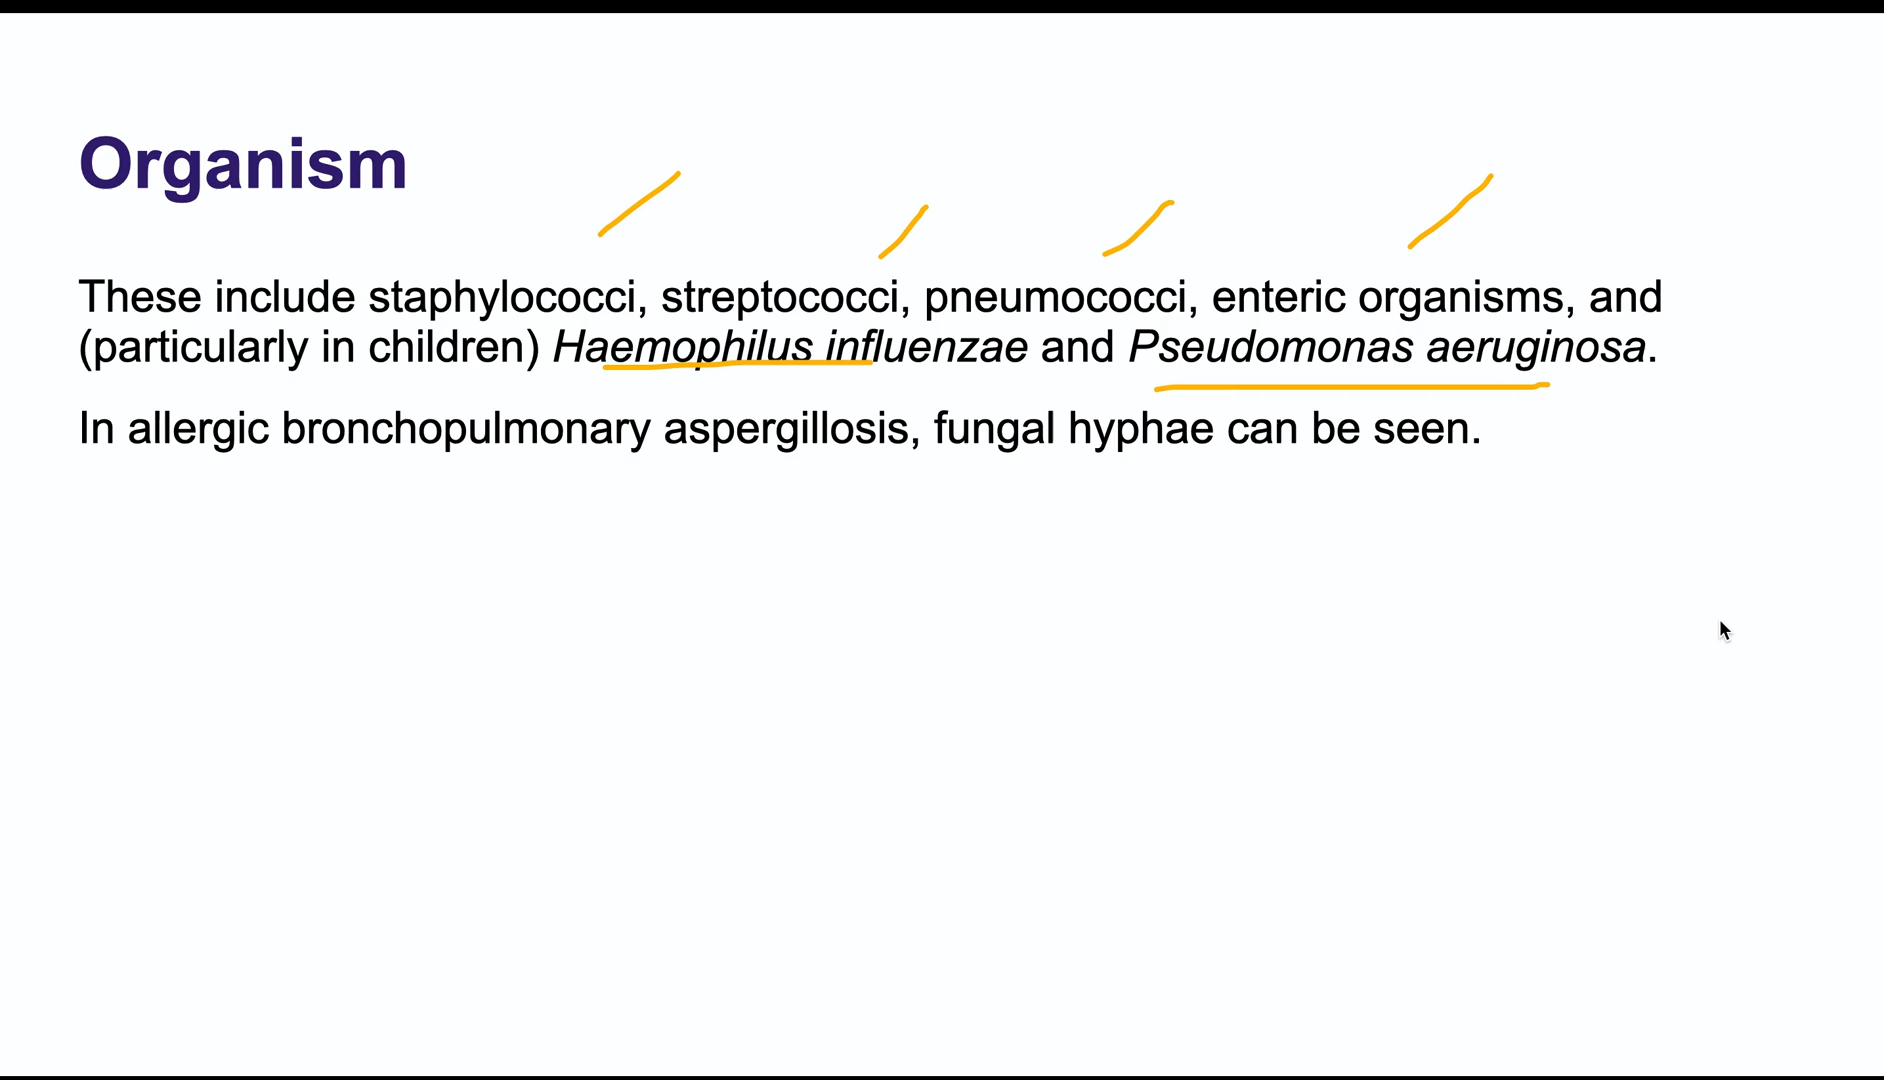 Organism
These include staphylococci, streptococci, pneumococci, enteric organisms, and
(particularly in children) Haemophilus influenzae and Pseudomonas aeruginosa.
In allergic bronchopulmonary aspergillosis, fungal hyphae can be seen.